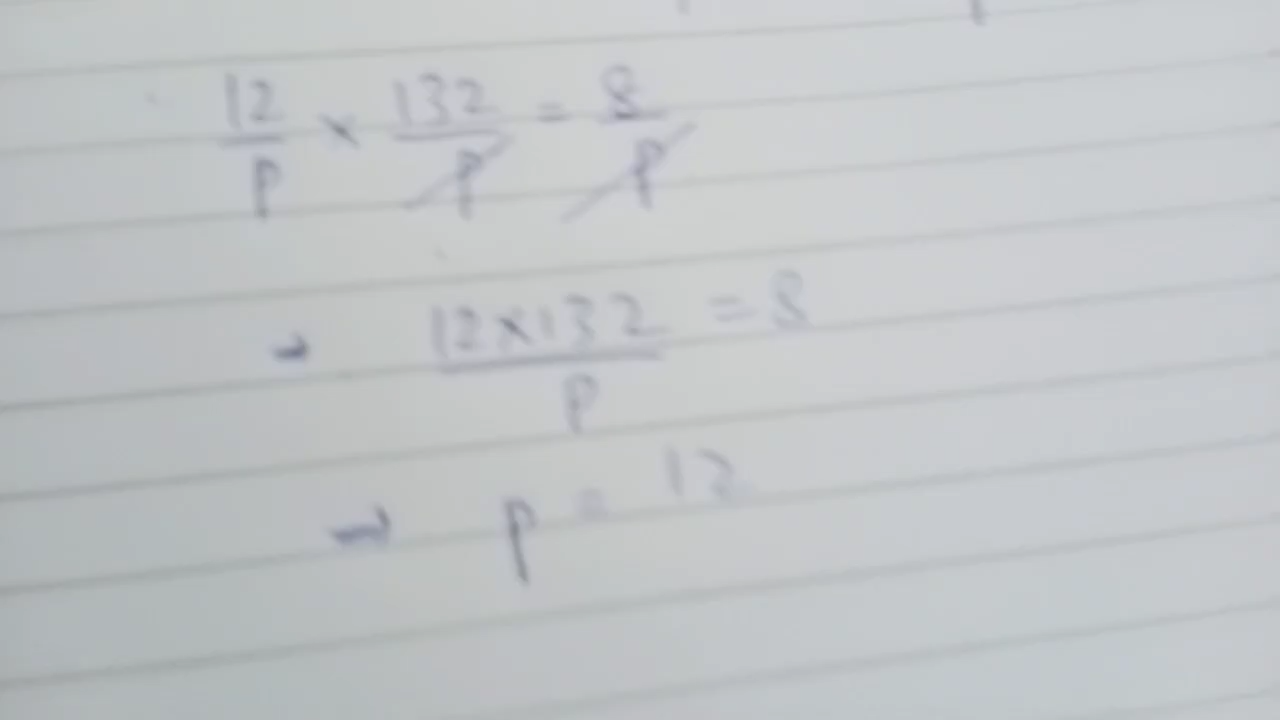 12/p × 132/p = 8/p
→ 12×132/p = 8
→ p = 12